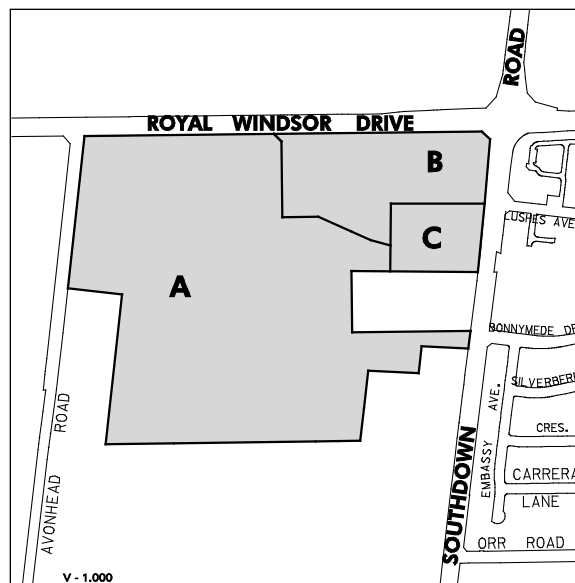 ROAD
ROYAL WINDSOR DRIVE
B
LUSHES AVE
C
A
BONNYMEDE DR
SILVERBER
EMBASSY AVE.
CRES.
AVONHEAD ROAD
SOUTHDOWN
CARRERA
LANE
ORR ROAD
V - 1.000